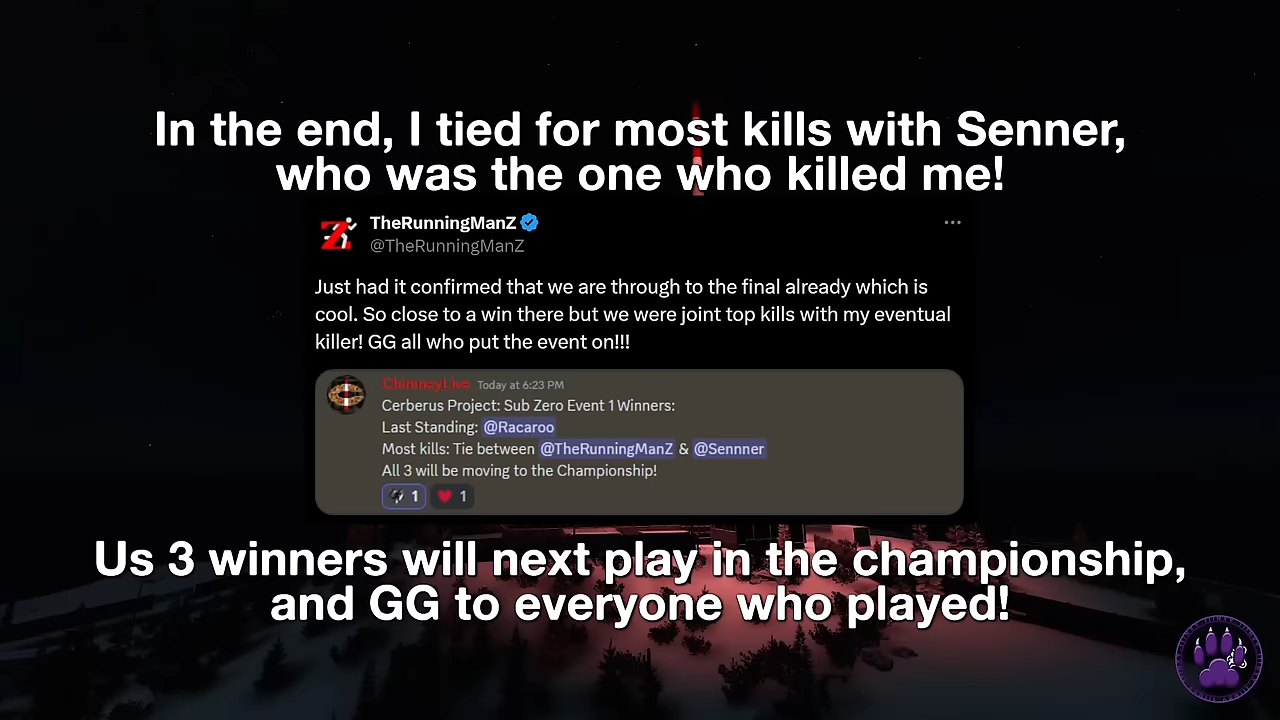 In the end, I tied for most kills with Senner,
who was the one who killed me!
TheRunningManZ
@TheRunningManZ
Just had it confirmed that we are through to the final already which is
cool. So close to a win there but we were joint top kills with my eventual
killer! GG all who put the event on!!!
ChimneyLive Today at 6:23 PM
Cerberus Project: Sub Zero Event 1 Winners:
Last Standing: @Racaroo
Most kills: Tie between @TheRunningManZ & @Sennner
All 3 will be moving to the Championship!
1 1
Us 3 winners will next play in the championship,
and GG to everyone who played!